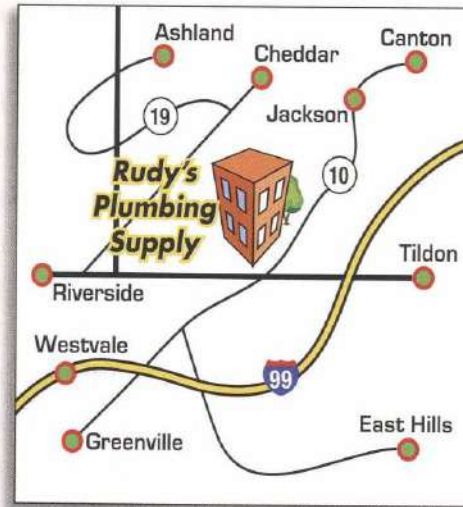 Ashland
Cheddar
Canton
Jackson
19
10
Rudy's
Plumbing
Supply
Riverside
Tildon
Westvale
99
Greenville
East Hills